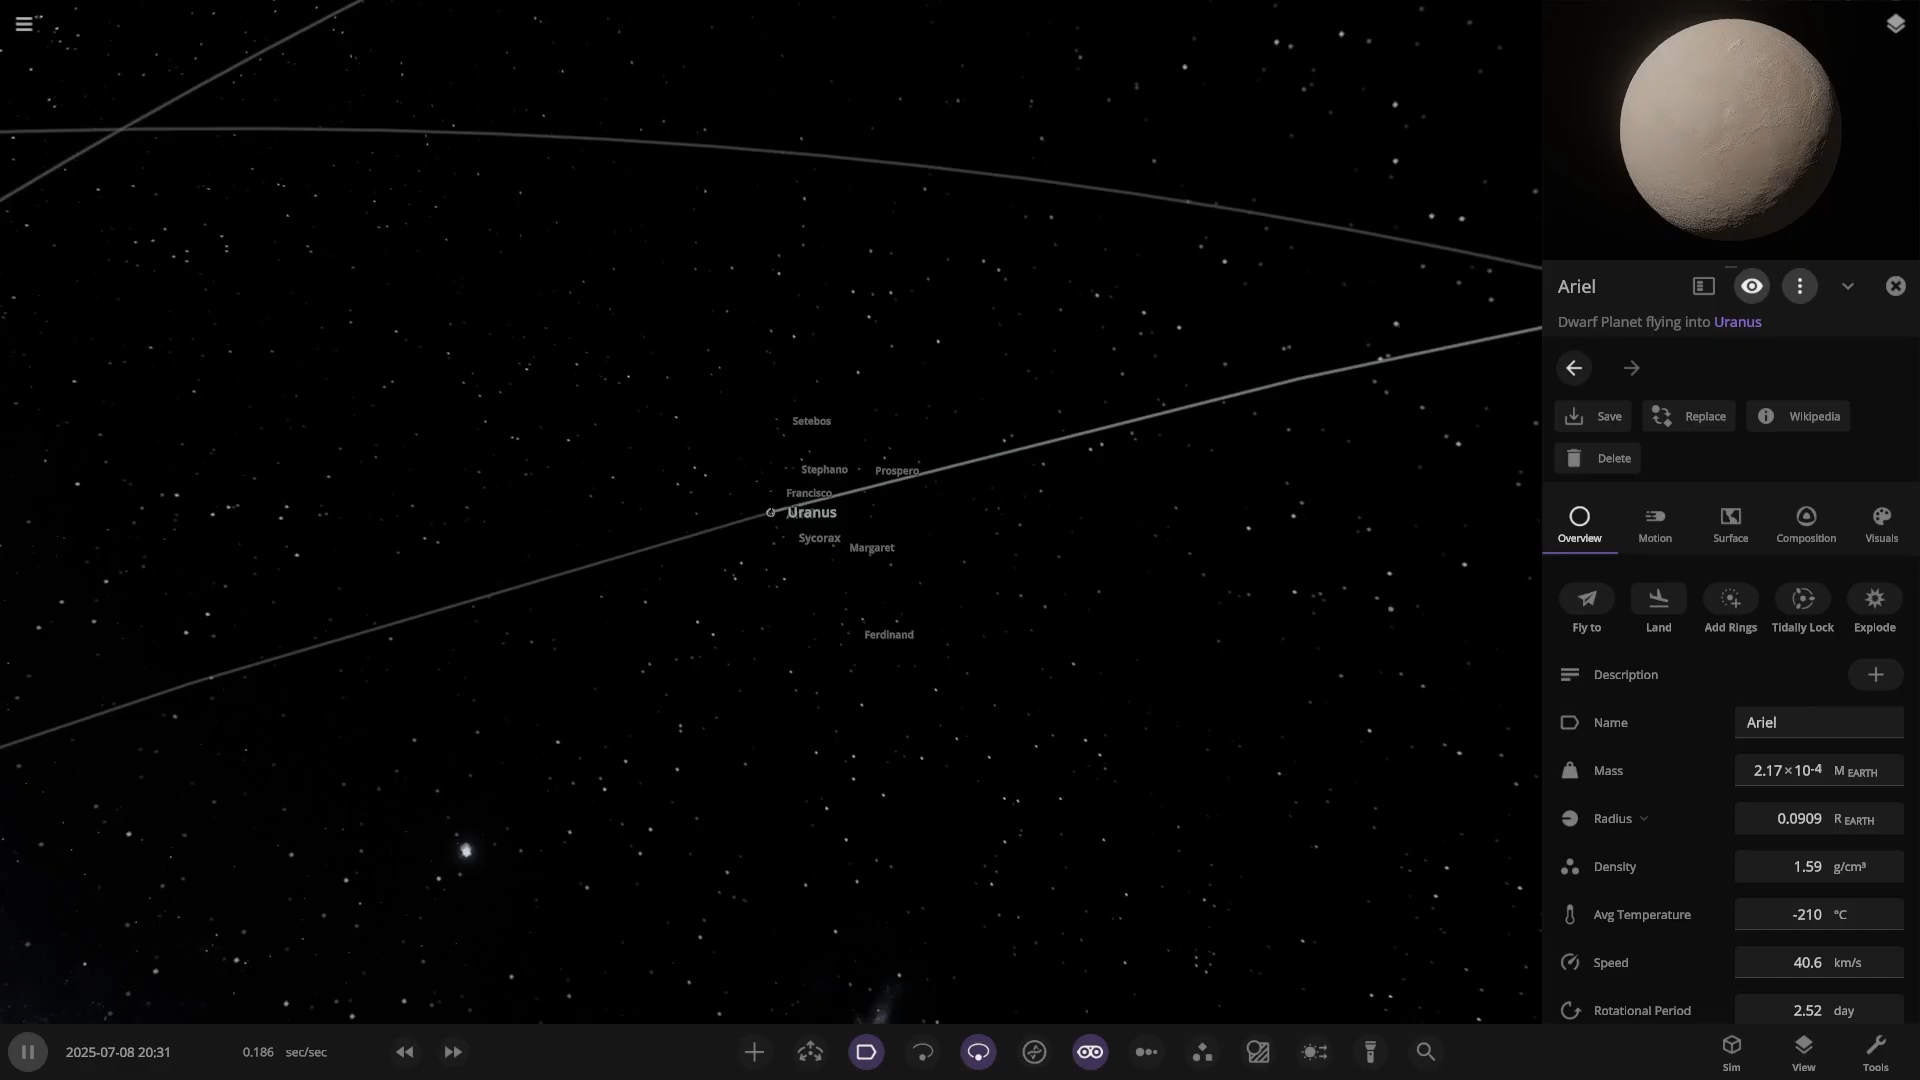 Ariel
Dwarf Planet flying into Uranus
Save
Replace
Wikipedia
Delete
Overview
Motion
Surface
Composition
Visuals
Fly to
Land
Add Rings
Tidally Lock
Explode
Description
Name
Ariel
Mass
2.17×10⁻⁴ M EARTH
Radius
0.0909 R EARTH
Density
1.59 g/cm³
Avg Temperature
-210 °C
Speed
40.6 km/s
Rotational Period
2.52 day
Setebos
Stephano
Prospero
Francisco
Uranus
Sycorax
Margaret
Ferdinand
2025-07-08 20:31
0.186 sec/sec
Sim
View
Tools